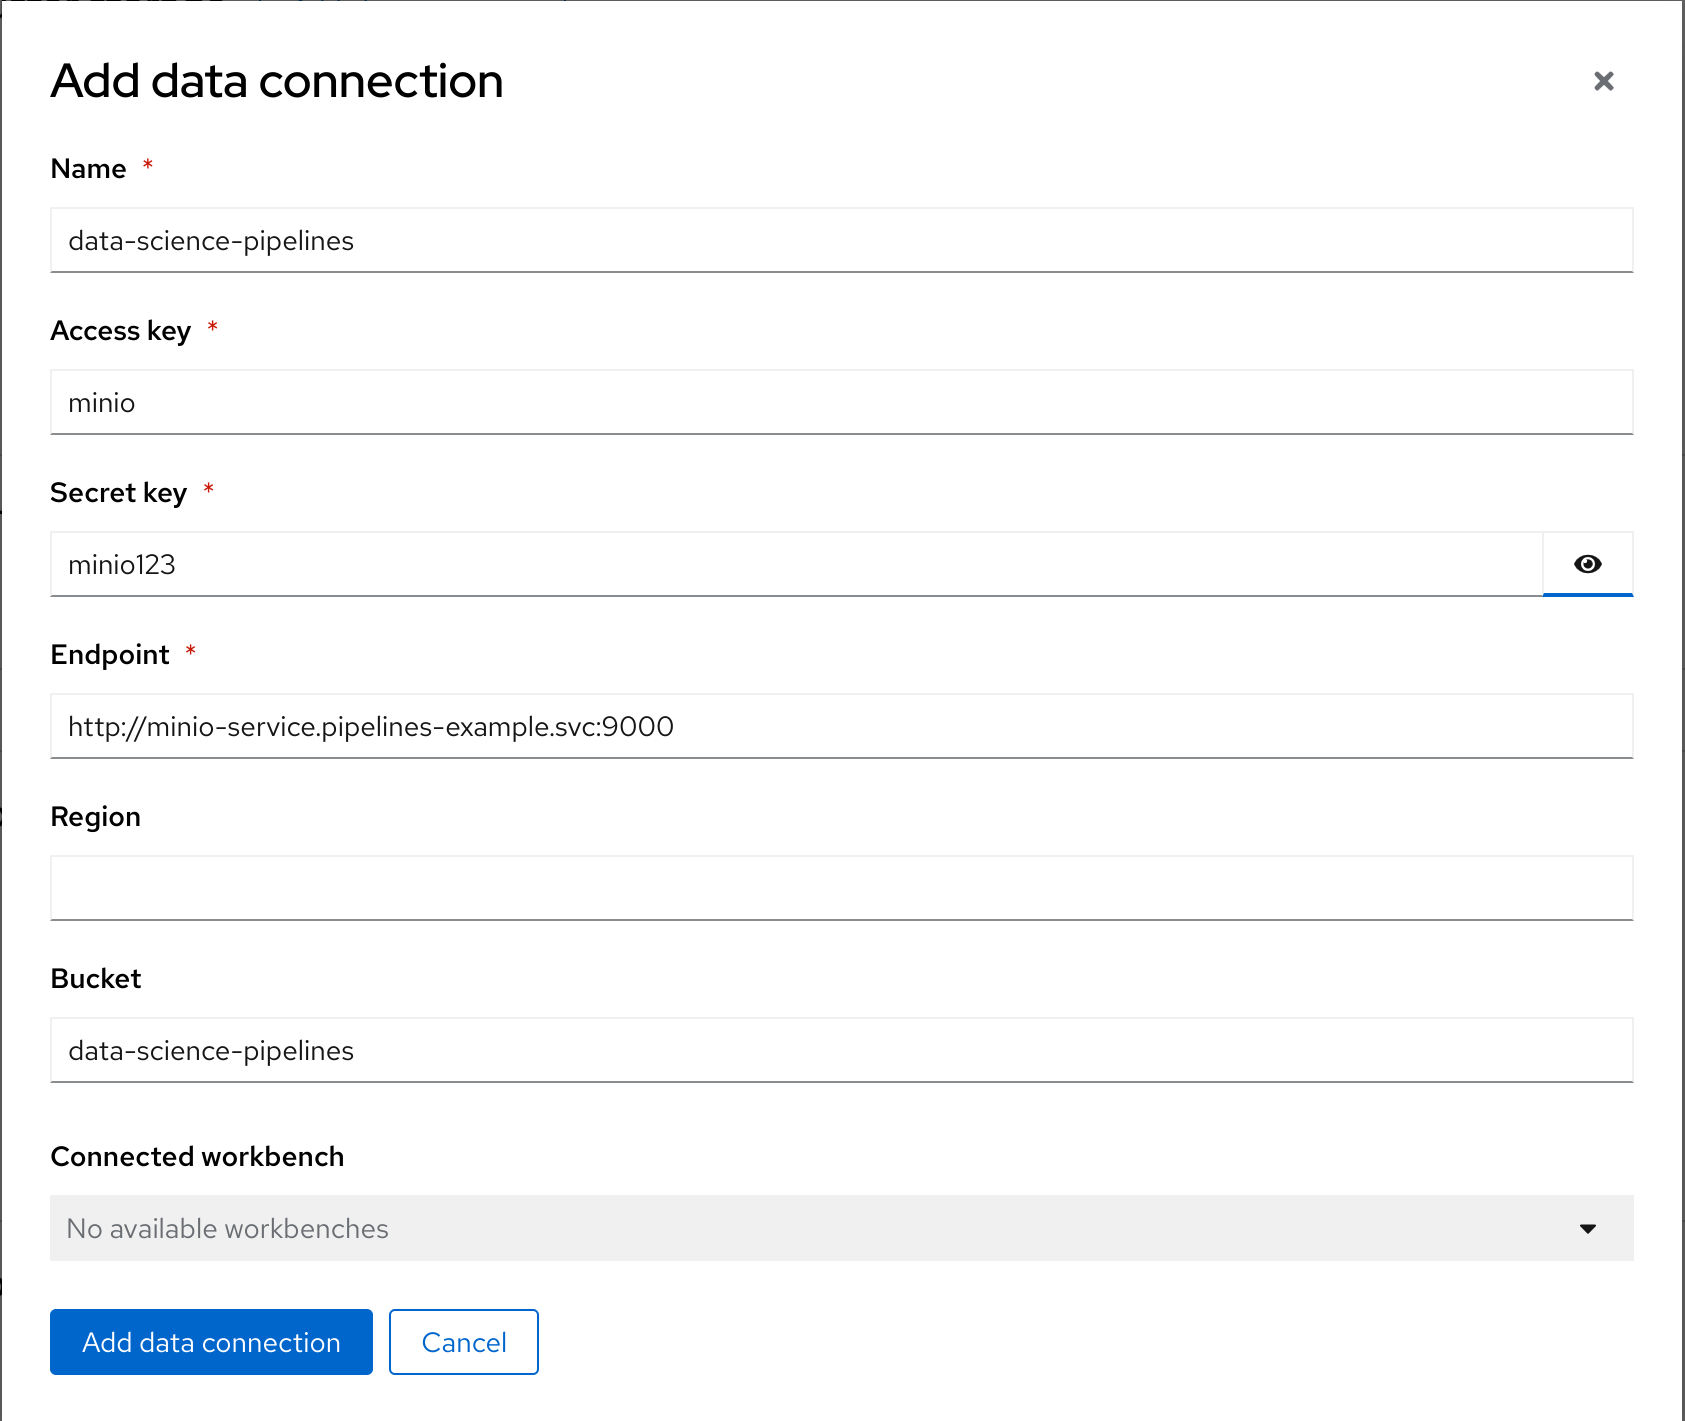 Add data connection
Name *
data-science-pipelines
Access key *
minio
Secret key *
minio123
Endpoint *
http://minio-service.pipelines-example.svc:9000
Region
Bucket
data-science-pipelines
Connected workbench
No available workbenches
Add data connection Cancel